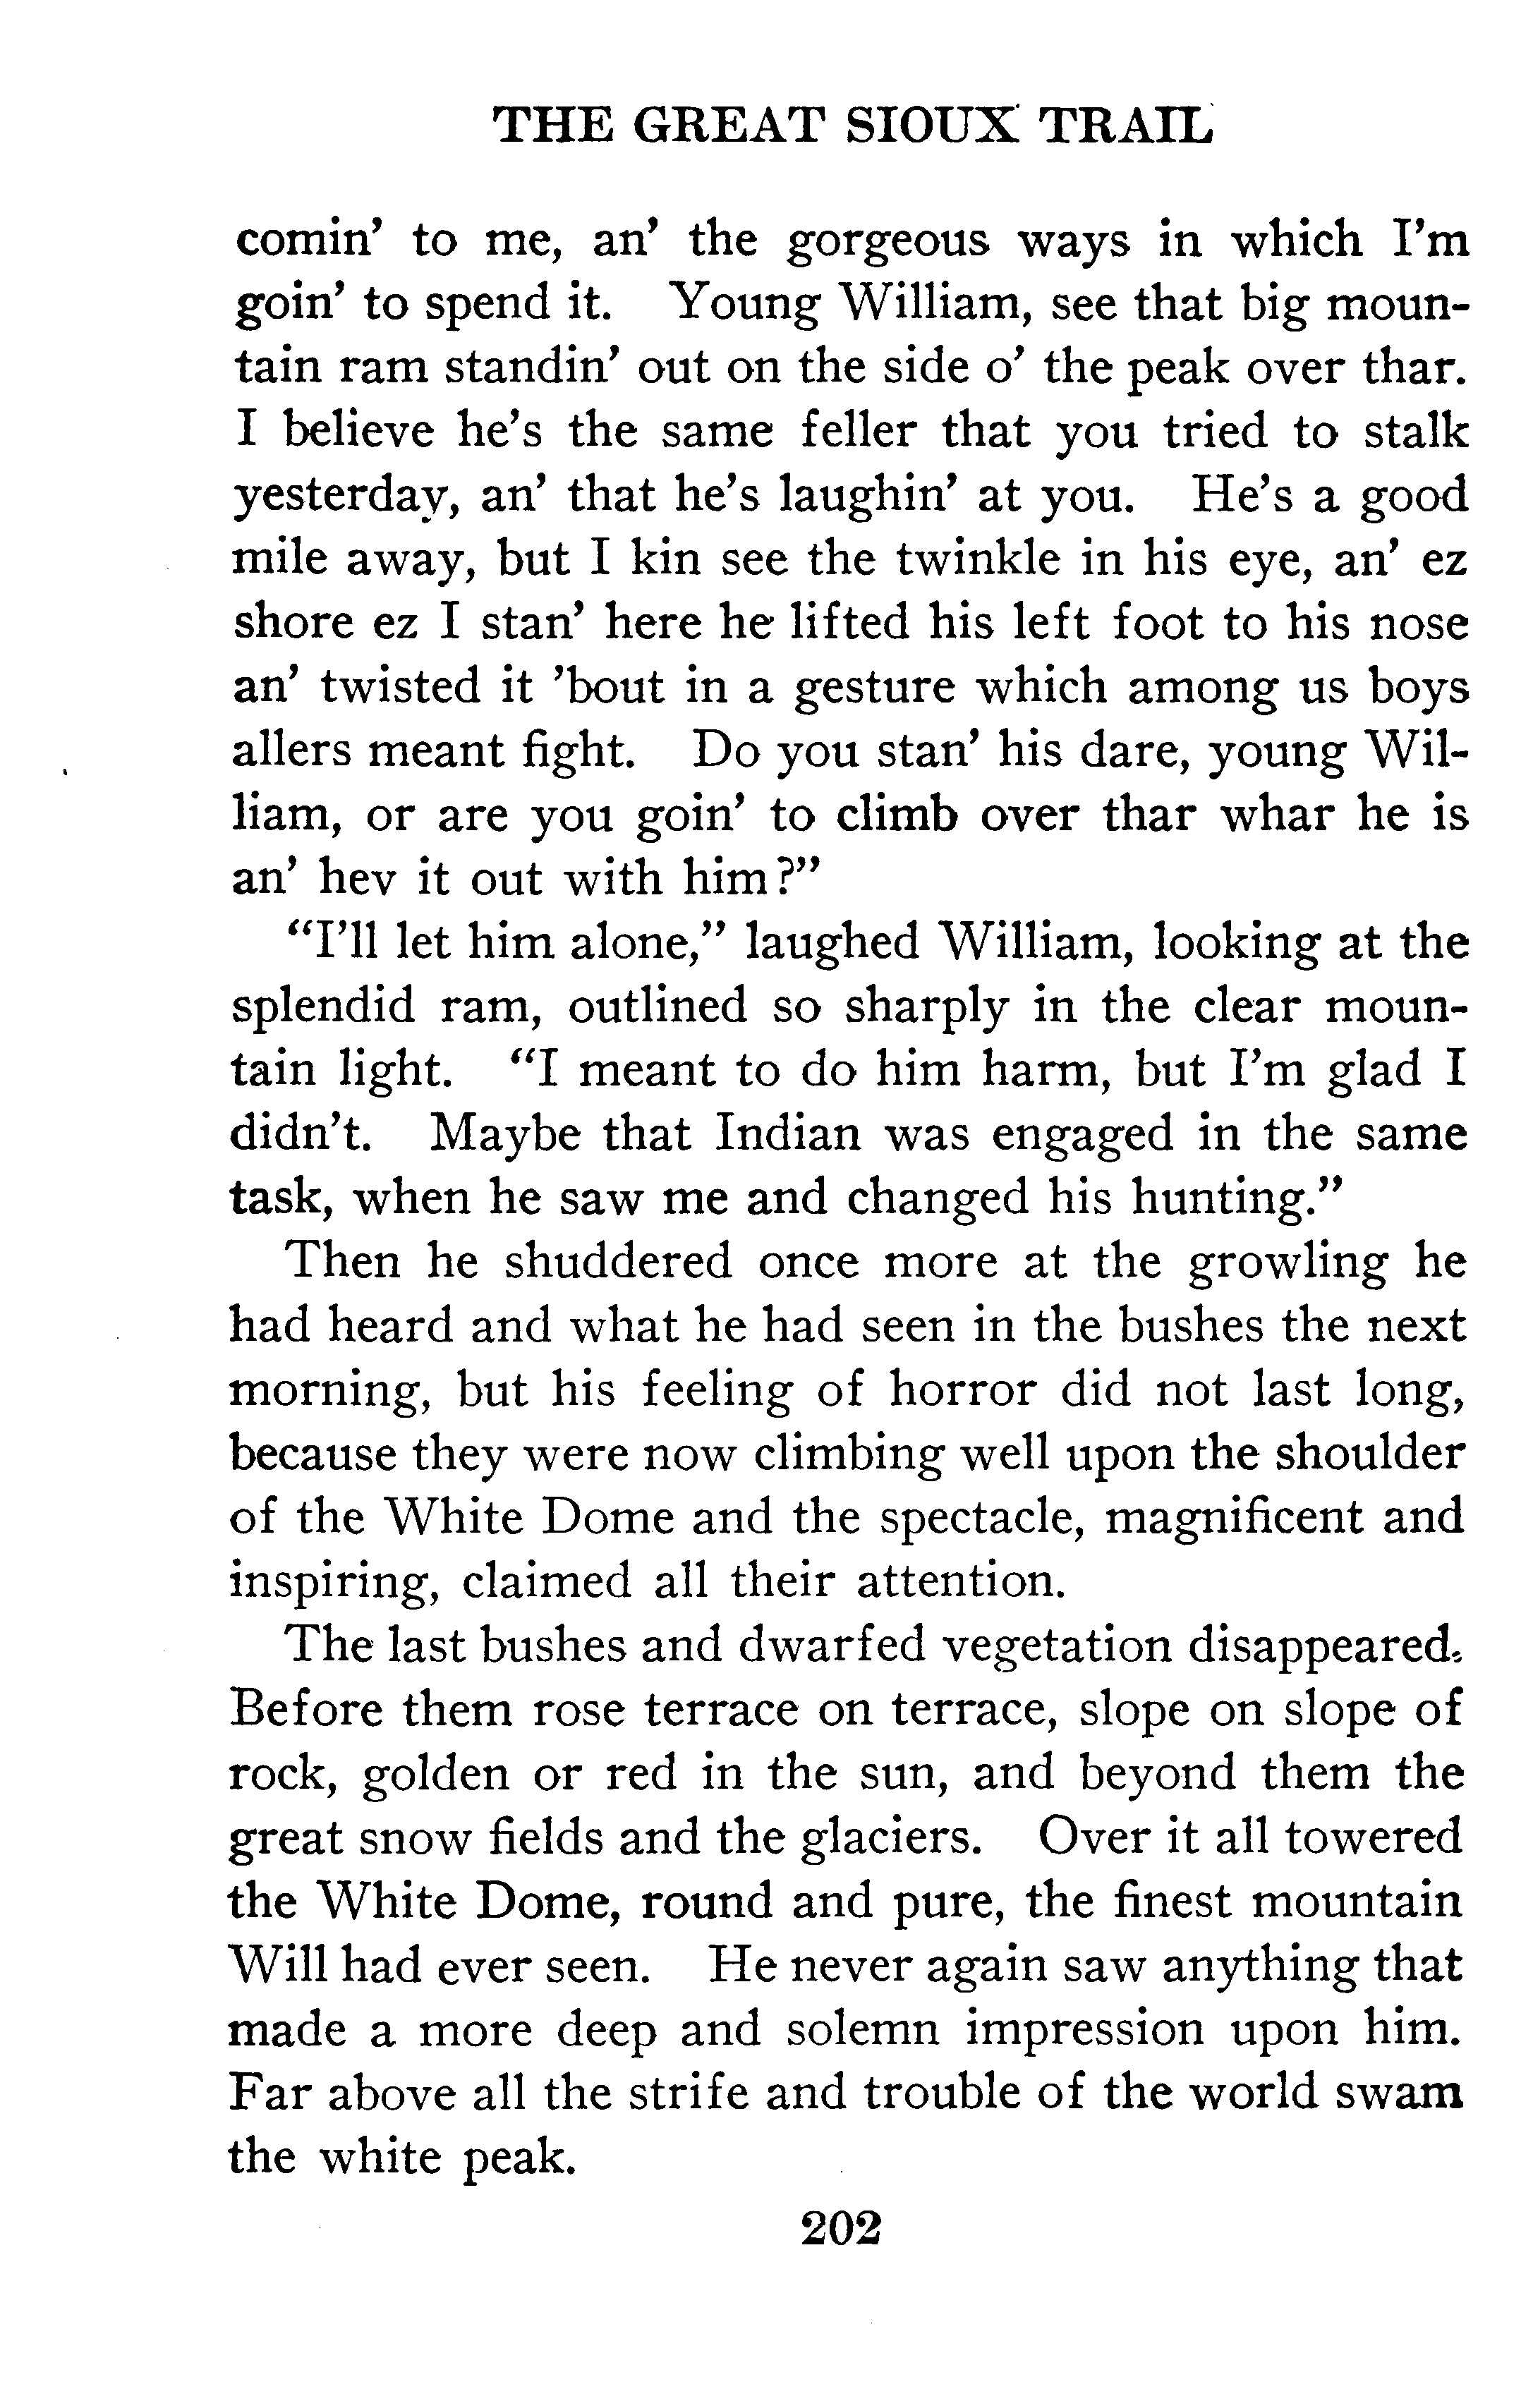 THE GREAT SIOUX TRAIL
comin' to me, an' the gorgeous ways in which I'm
goin' to spend it. Young William, see that big moun-
tain ram standin' out on the side o' the peak over thar.
I believe he's the same feller that you tried to stalk
yesterday, an' that he's laughin' at you. He's a good
mile away, but I kin see the twinkle in his eye, an' ez
shore ez I stan' here he lifted his left foot to his nose
an' twisted it 'bout in a gesture which among us boys
allers meant fight. Do you stan' his dare, young Wil-
liam, or are you goin' to climb over thar whar he is
an' hev it out with him?"
"I'll let him alone," laughed William, looking at the
splendid ram, outlined so sharply in the clear moun-
tain light. "I meant to do him harm, but I'm glad I
didn't. Maybe that Indian was engaged in the same
task, when he saw me and changed his hunting."
Then he shuddered once more at the growling he
had heard and what he had seen in the bushes the next
morning, but his feeling of horror did not last long,
because they were now climbing well upon the shoulder
of the White Dome and the spectacle, magnificent and
inspiring, claimed all their attention.
The last bushes and dwarfed vegetation disappeared.
Before them rose terrace on terrace, slope on slope of
rock, golden or red in the sun, and beyond them the
great snow fields and the glaciers. Over it all towered
the White Dome, round and pure, the finest mountain
Will had ever seen. He never again saw anything that
made a more deep and solemn impression upon him.
Far above all the strife and trouble of the world swam
the white peak.
202